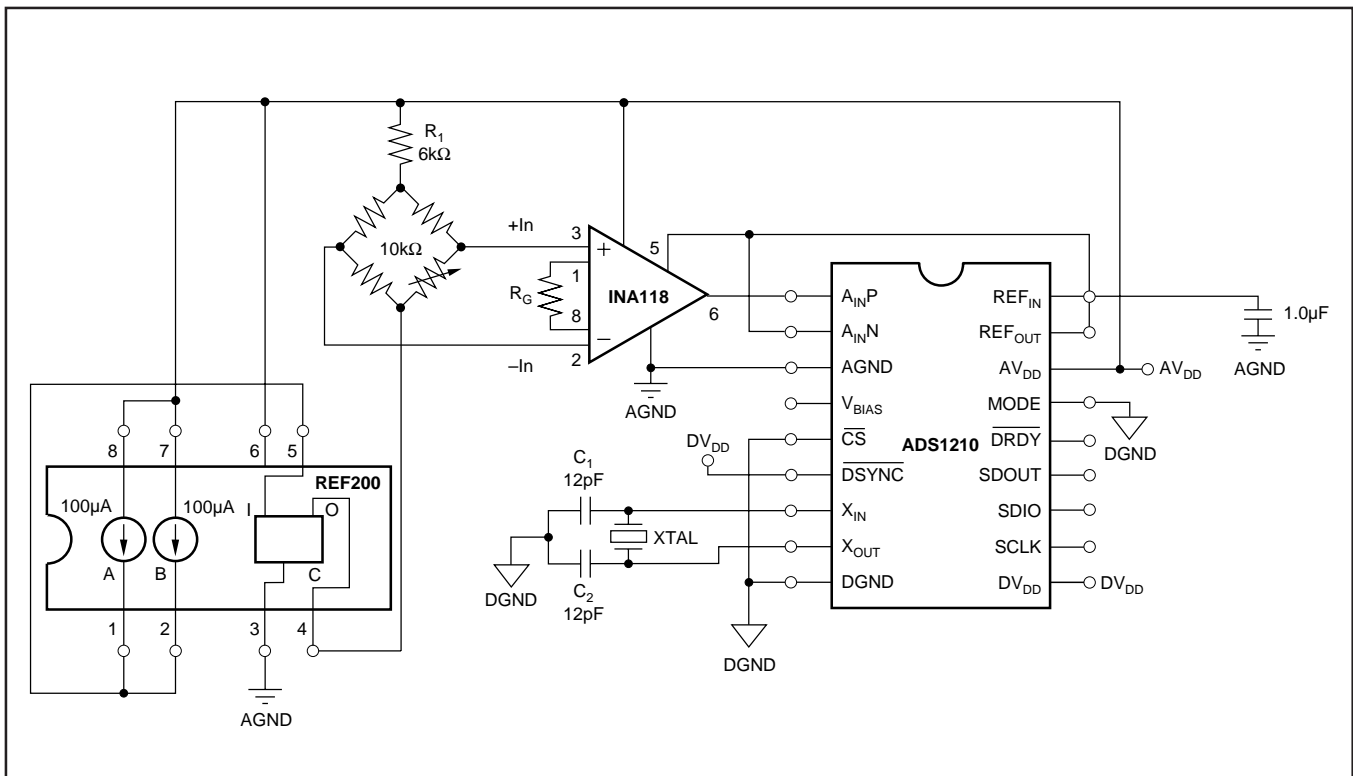 R1
6kΩ
10kΩ
+In
–In
RG
3
1
8
2
5
6
INA118
AGND
ADS1210
AINP
AINN
AGND
VBIAS
CS
DSYNC
XIN
XOUT
DGND
REFIN
REFOUT
AVDD
MODE
DRDY
SDOUT
SDIO
SCLK
DVDD
1.0µF
AGND
AVDD
DGND
DVDD
DVDD
C1
12pF
XTAL
C2
12pF
DGND
DGND
8
7
6
5
REF200
100µA
100µA
I
O
A
B
C
1
2
3
4
AGND